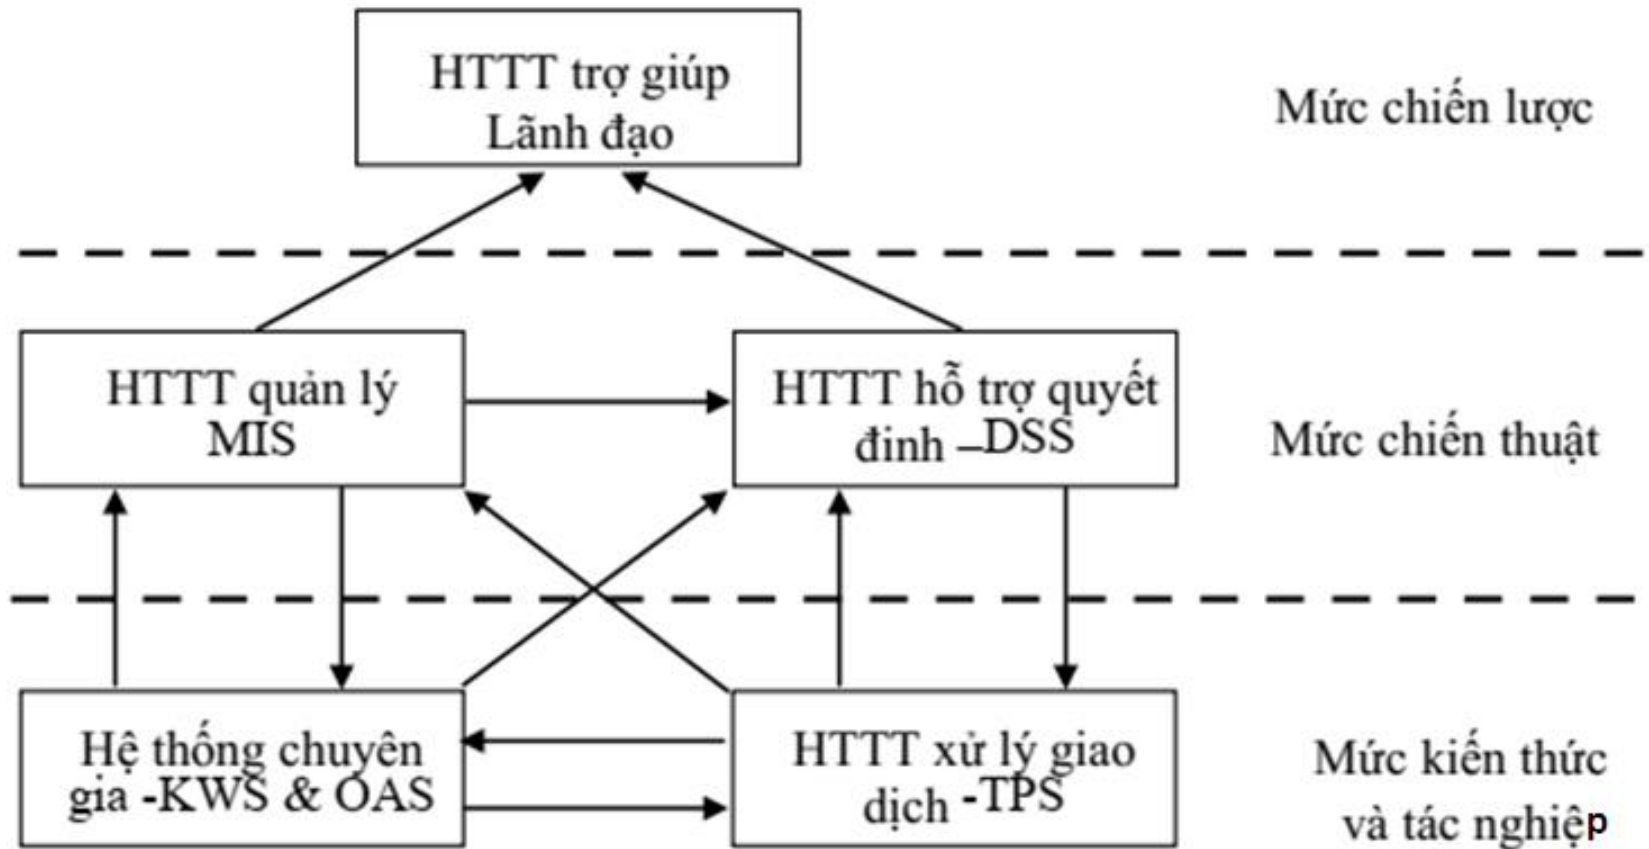 HTTT trợ giúp
Lãnh đạo
Mức chiến lược
HTTT quản lý
MIS
HTTT hỗ trợ quyết
đinh –DSS
Mức chiến thuật
Hệ thống chuyên
gia -KWS & OAS
HTTT xử lý giao
dịch -TPS
Mức kiến thức
và tác nghiệp